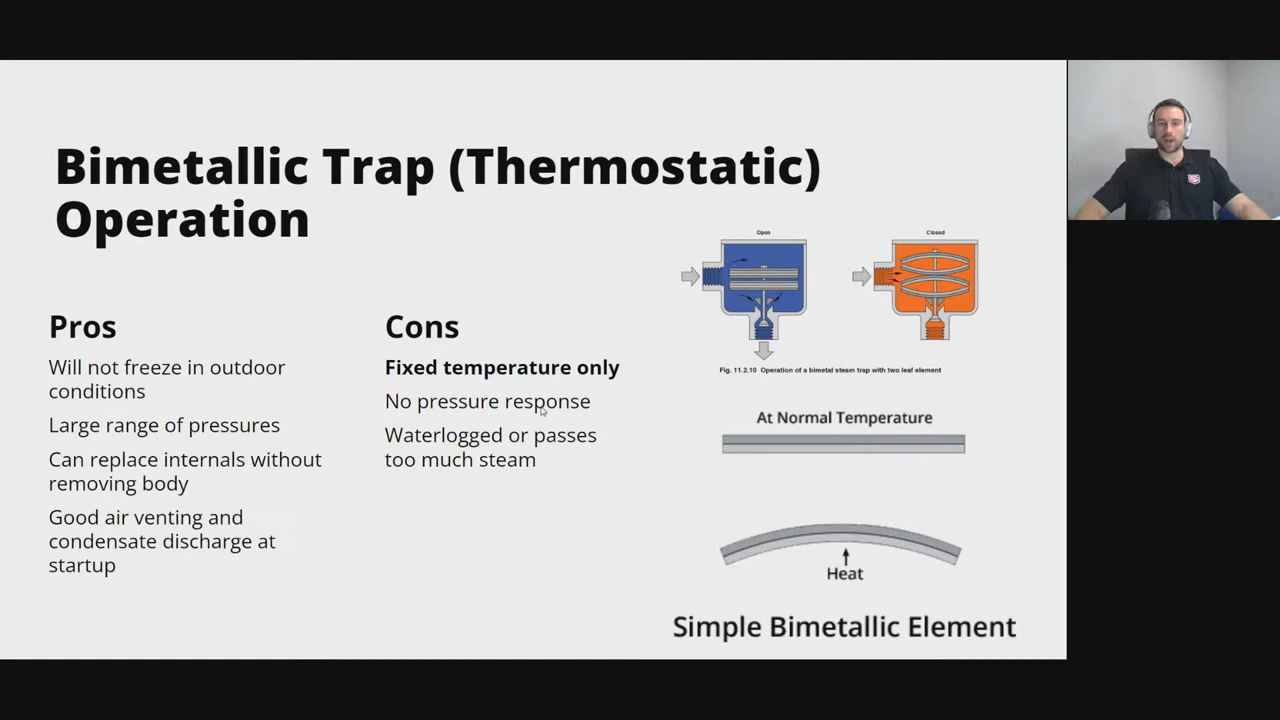 Bimetallic Trap (Thermostatic)
Operation
Pros
Will not freeze in outdoor
conditions
Large range of pressures
Can replace internals without
removing body
Good air venting and
condensate discharge at
startup
Cons
Fixed temperature only
No pressure response
Waterlogged or passes
too much steam
Open
Closed
Fig. 11.2.10 Operation of a bimetal steam trap with two leaf element
At Normal Temperature
Heat
Simple Bimetallic Element